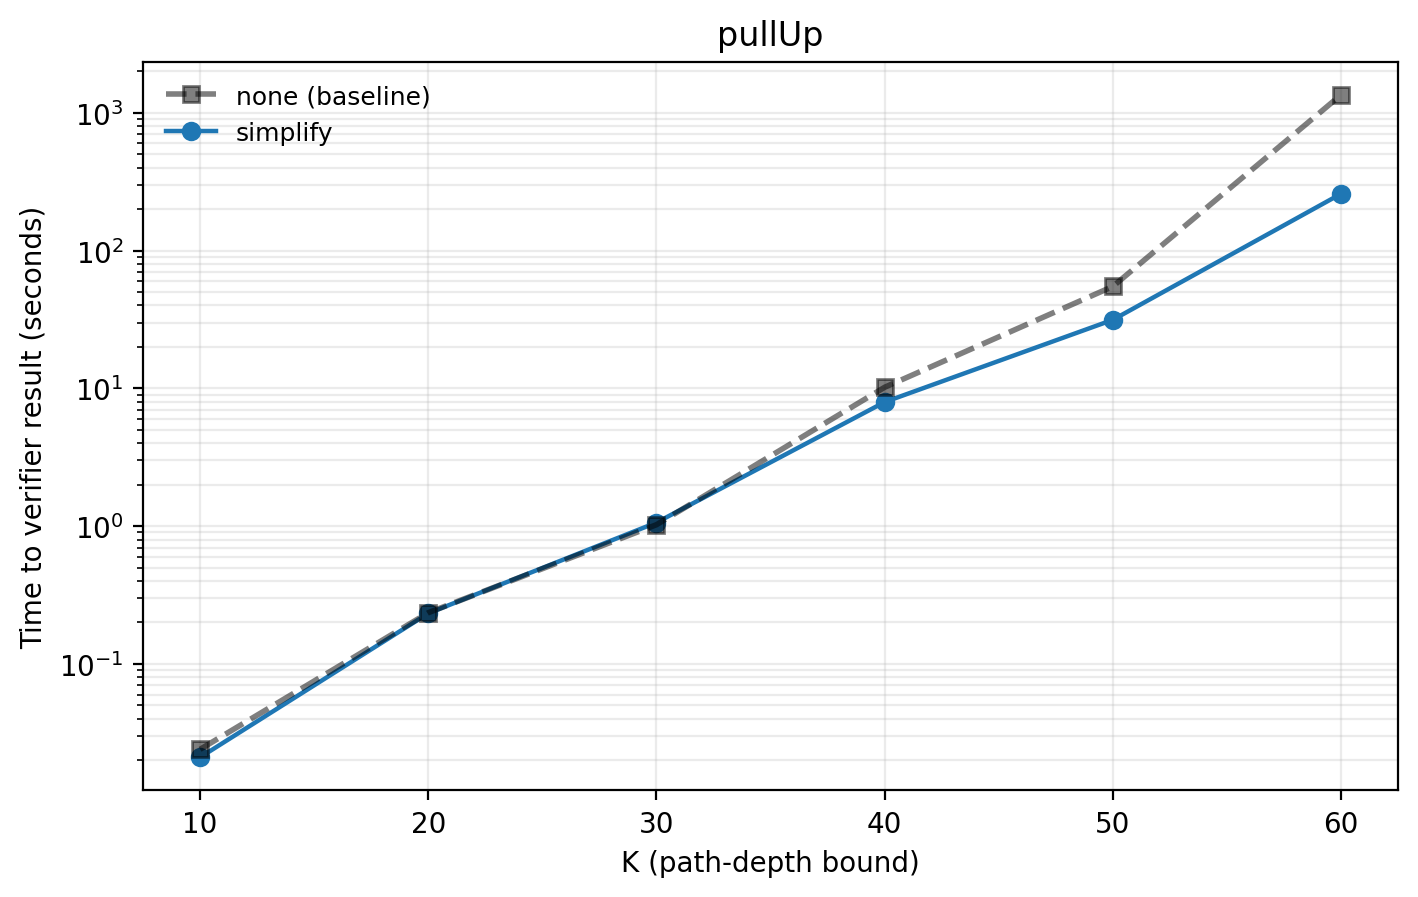 pullUp
none (baseline)
simplify
Time to verifier result (seconds)
10³
10²
10¹
10⁰
10⁻¹
10 20 30 40 50 60
K (path-depth bound)